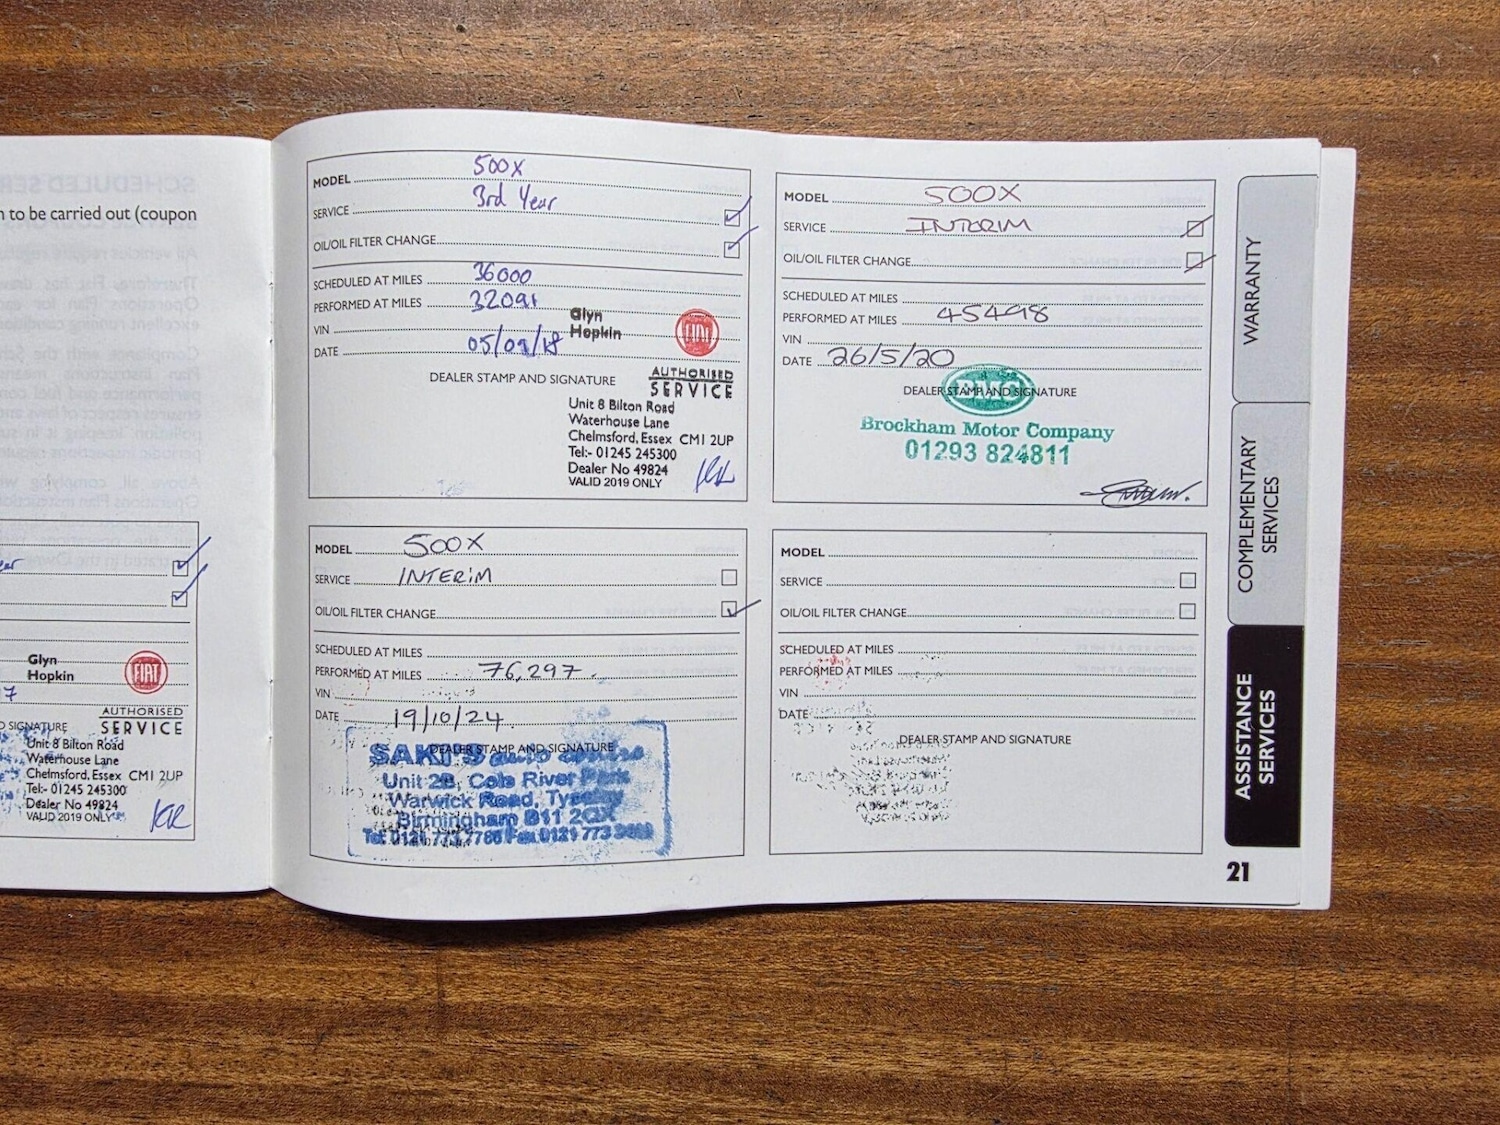 n to be carried out (coupon
Glyn
Hopkin
FIAT
7
AUTHORISED
SERVICE
D SIGNATURE
Unit 8 Bilton Road
Waterhouse Lane
Chelmsford, Essex CM1 2UP
Tel:- 01245 245300
Dealer No 49824
VALID 2019 ONLY
MODEL 500X
SERVICE 3rd Year
OIL/OIL FILTER CHANGE
SCHEDULED AT MILES 36000
PERFORMED AT MILES 32091
VIN
Glyn
Hopkin
FIAT
DATE
DEALER STAMP AND SIGNATURE
AUTHORISED
SERVICE
Unit 8 Bilton Road
Waterhouse Lane
Chelmsford, Essex CM1 2UP
Tel:- 01245 245300
Dealer No 49824
VALID 2019 ONLY
MODEL 500X
SERVICE INTERIM
OIL/OIL FILTER CHANGE
SCHEDULED AT MILES
PERFORMED AT MILES 45498
VIN
DATE 26/5/20
DEALER STAMP AND SIGNATURE
BMC
Brockham Motor Company
01293 824811
MODEL 500X
SERVICE INTERIM
OIL/OIL FILTER CHANGE
SCHEDULED AT MILES
PERFORMED AT MILES 76,297
VIN
DATE 19/10/24
DEALER STAMP AND SIGNATURE
Unit 2B, Cole River Park
Warwick Road, Tyseley
Birmingham B11 2QX
MODEL
SERVICE
OIL/OIL FILTER CHANGE
SCHEDULED AT MILES
PERFORMED AT MILES
VIN
DATE
DEALER STAMP AND SIGNATURE
WARRANTY
COMPLEMENTARY
SERVICES
ASSISTANCE
SERVICES
21